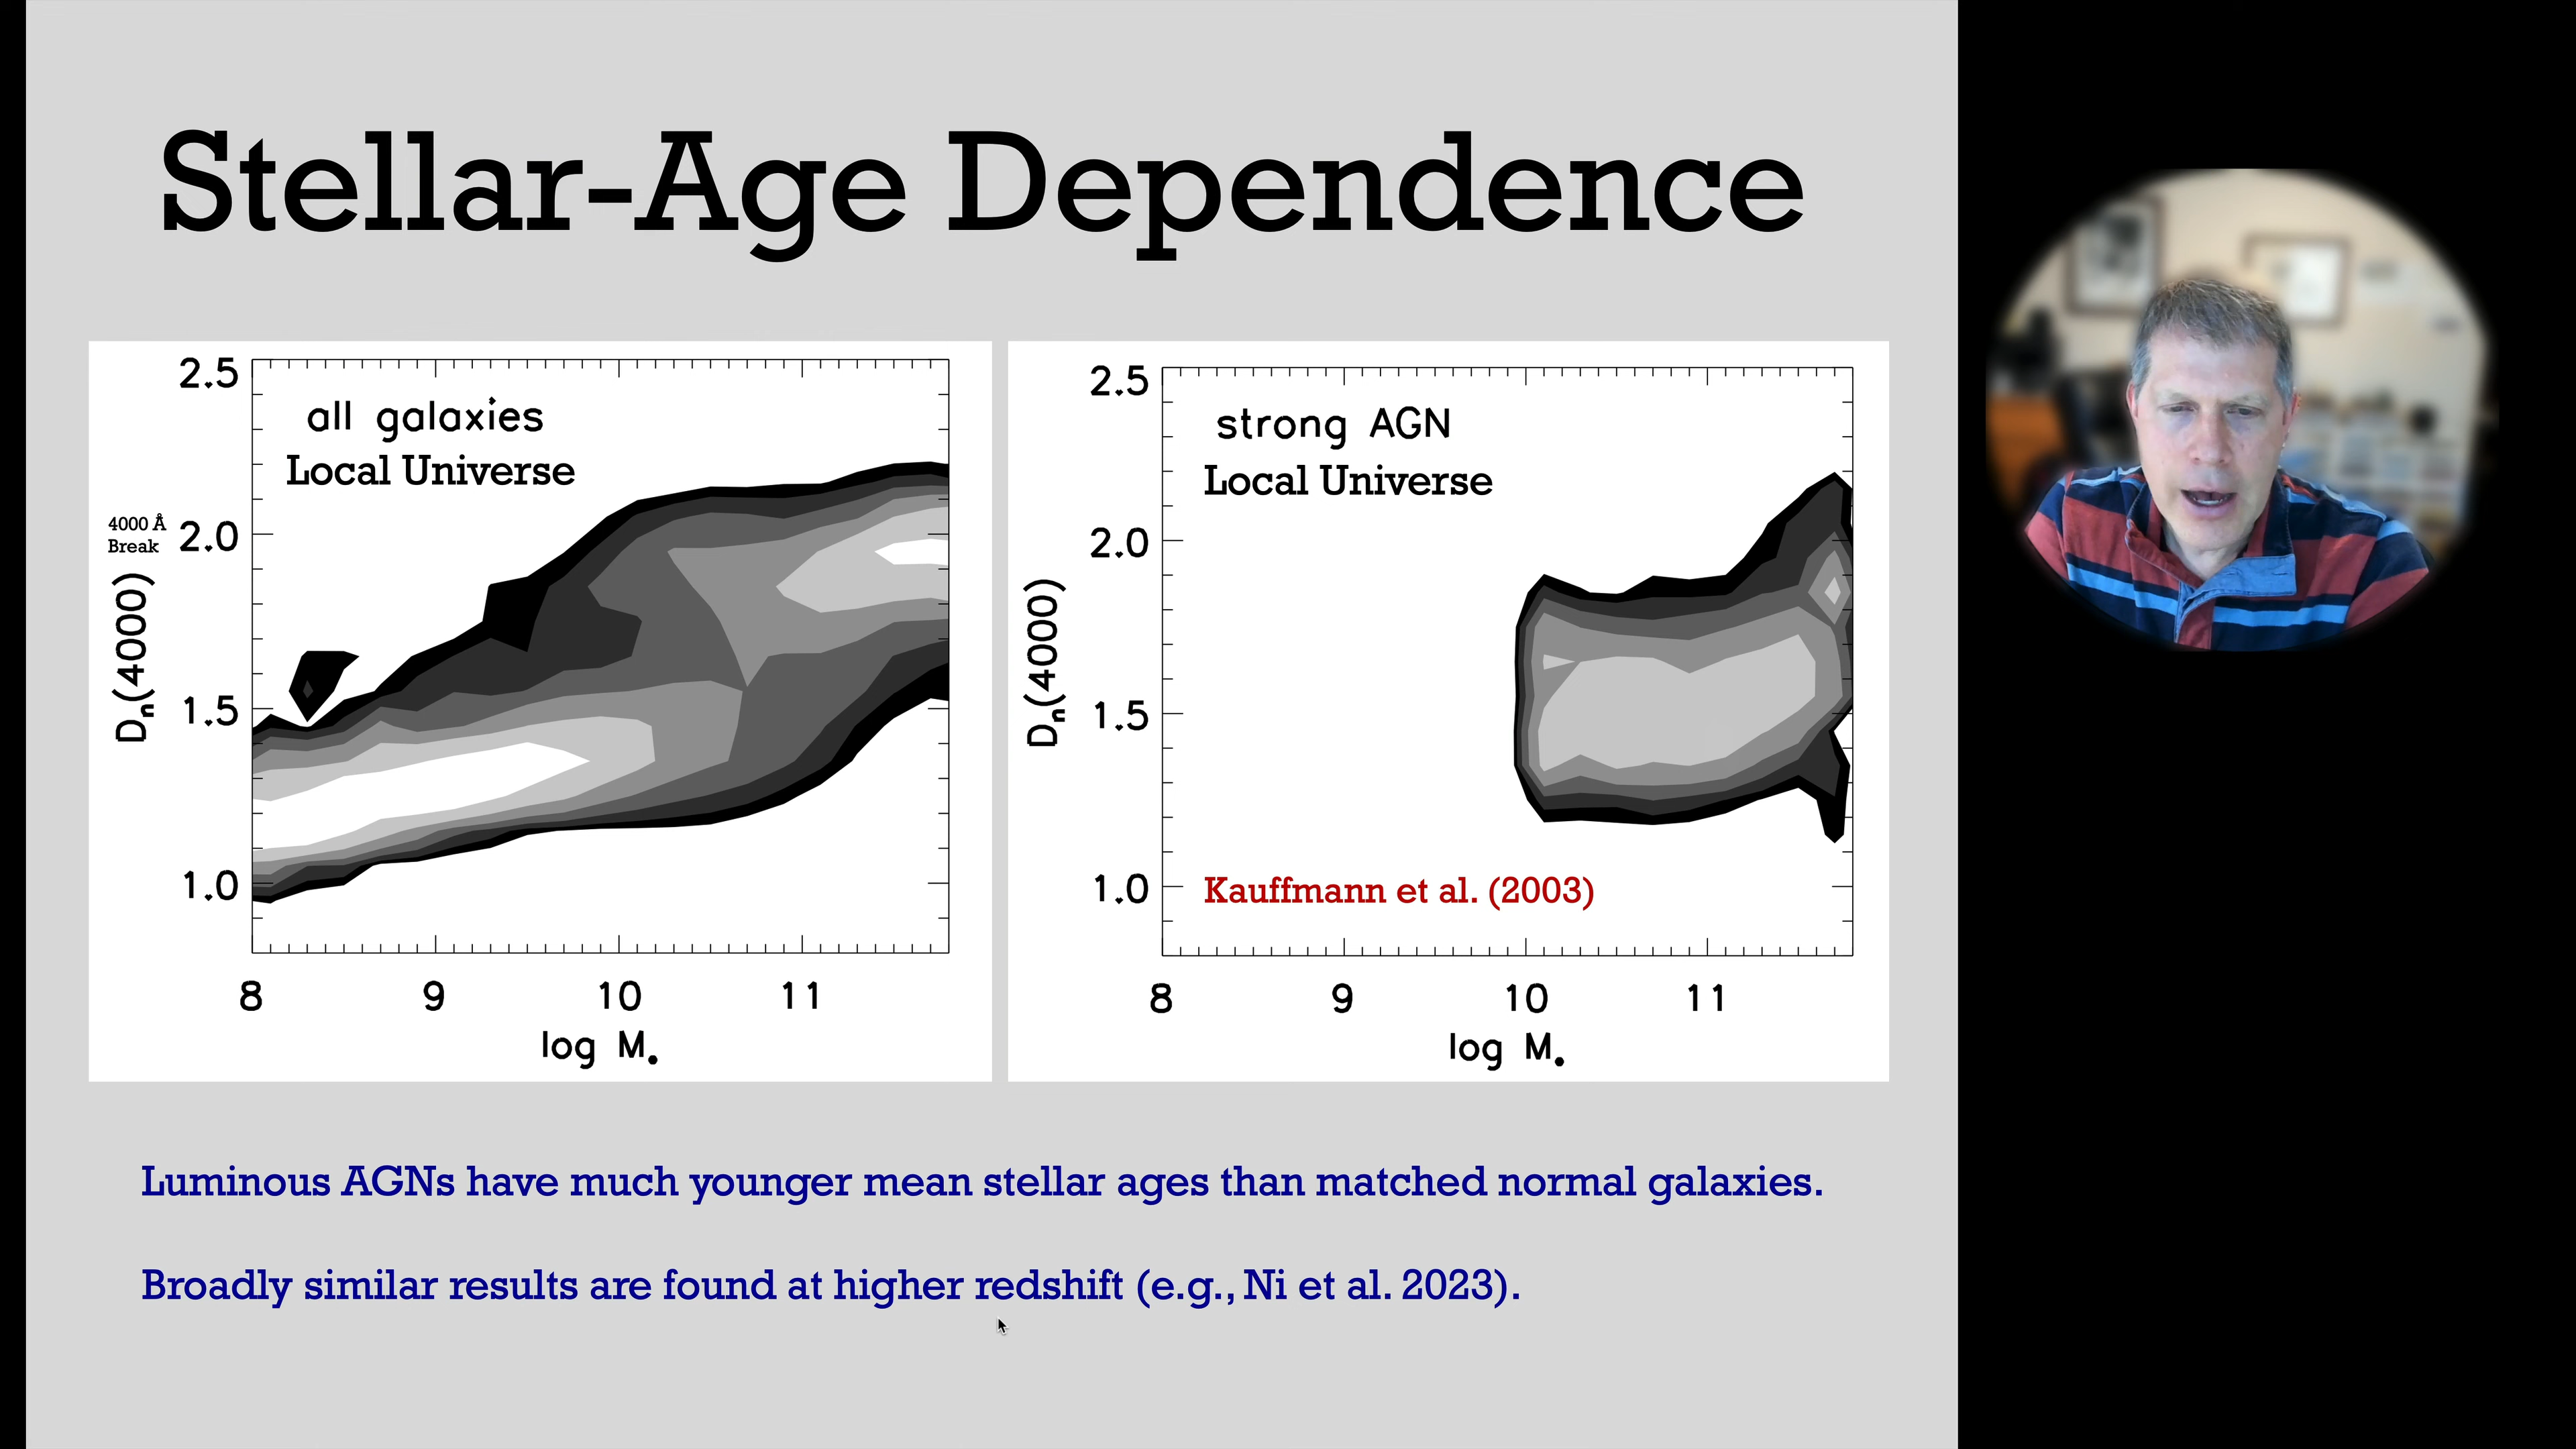 Stellar-Age Dependence
2.5
2.0
1.5
1.0
4000 Å
Break
Dn(4000)
all galaxies
Local Universe
8
9
10
11
log M*
2.5
2.0
1.5
1.0
Dn(4000)
strong AGN
Local Universe
Kauffmann et al. (2003)
8
9
10
11
log M*
Luminous AGNs have much younger mean stellar ages than matched normal galaxies.
Broadly similar results are found at higher redshift (e.g., Ni et al. 2023).